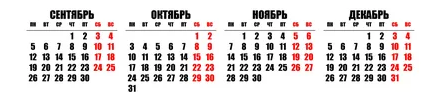 СЕНТЯБРЬ ОКТЯБРЬ НОЯБРЬ ДЕКАБРЬ
ПН ВТ СР ЧТ ПТ СБ ВС ПН ВТ СР ЧТ ПТ СБ ВС ПН ВТ СР ЧТ ПТ СБ ВС ПН ВТ СР ЧТ ПТ СБ ВС
1 2 3 4 1 2 1 2 3 4 5 6 1 2 3 4
5 6 7 8 9 10 11 3 4 5 6 7 8 9 7 8 9 10 11 12 13 5 6 7 8 9 10 11
12 13 14 15 16 17 18 10 11 12 13 14 15 16 14 15 16 17 18 19 20 12 13 14 15 16 17 18
19 20 21 22 23 24 25 17 18 19 20 21 22 23 21 22 23 24 25 26 27 19 20 21 22 23 24 25
26 27 28 29 30 24 25 26 27 28 29 30 28 29 30 26 27 28 29 30 31
31